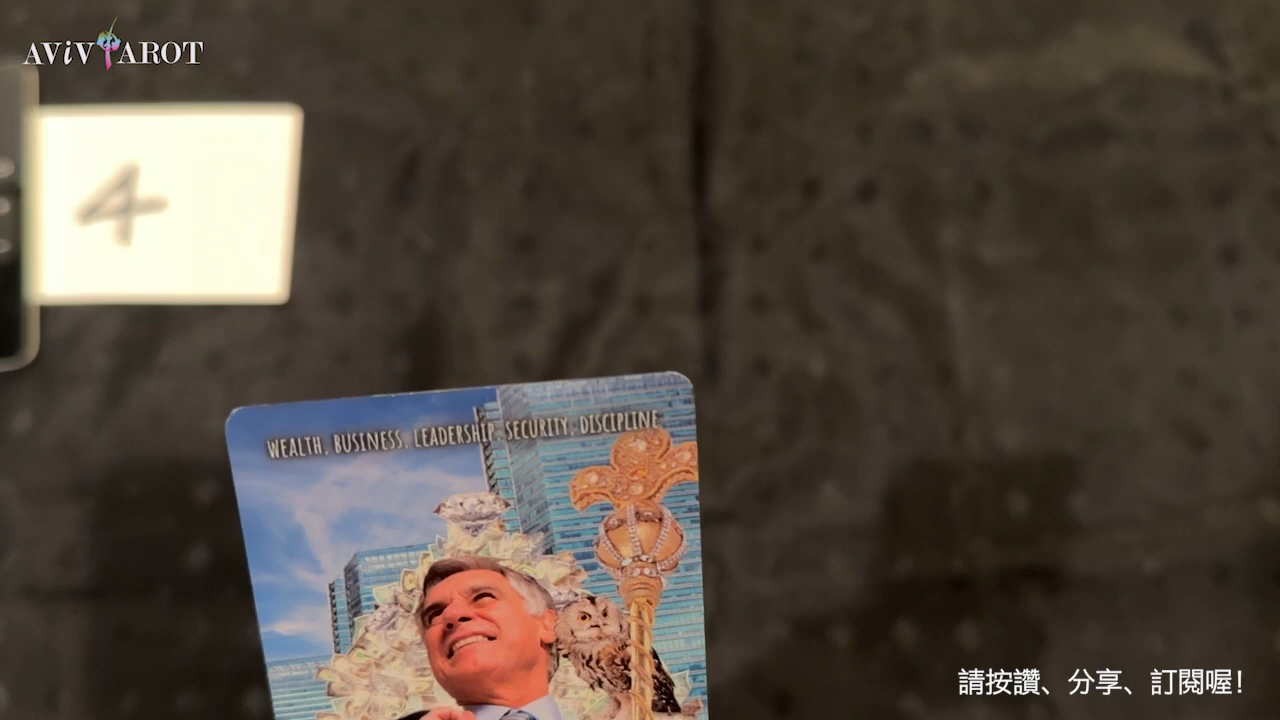 AViVTAROT
4
WEALTH, BUSINESS, LEADERSHIP, SECURITY, DISCIPLINE
請按讚、分享、訂閱喔!